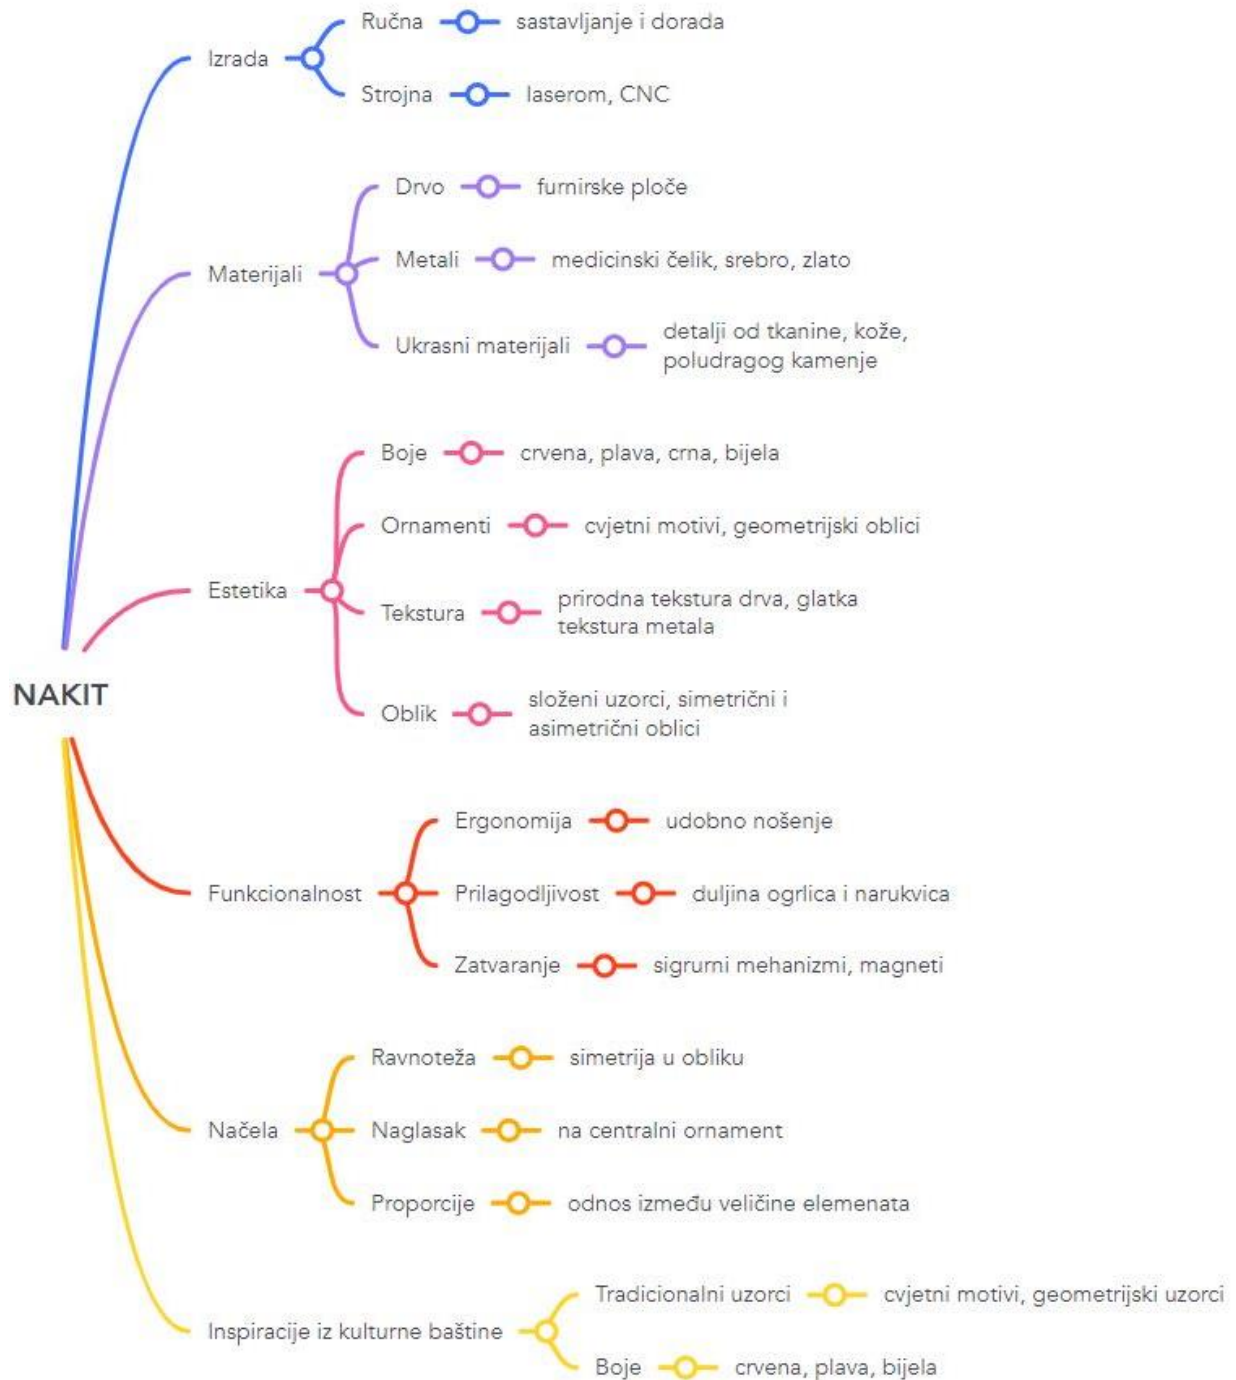 Ručna
sastavljanje i dorada
Izrada
Strojna
laserom, CNC
Drvo
furnirske ploče
Metali
medicinski čelik, srebro, zlato
Materijali
Ukrasni materijali
detalji od tkanine, kože,
poludragog kamenje
Boje
crvena, plava, crna, bijela
Ornamenti
cvjetni motivi, geometrijski oblici
Estetika
Tekstura
prirodna tekstura drva, glatka
tekstura metala
Oblik
složeni uzorci, simetrični i
asimetrični oblici
NAKIT
Ergonomija
udobno nošenje
Funkcionalnost
Prilagodljivost
duljina ogrlica i narukvica
Zatvaranje
sigrurni mehanizmi, magneti
Ravnoteža
simetrija u obliku
Načela
Naglasak
na centralni ornament
Proporcije
odnos između veličine elemenata
Tradicionalni uzorci
cvjetni motivi, geometrijski uzorci
Inspiracije iz kulturne baštine
Boje
crvena, plava, bijela